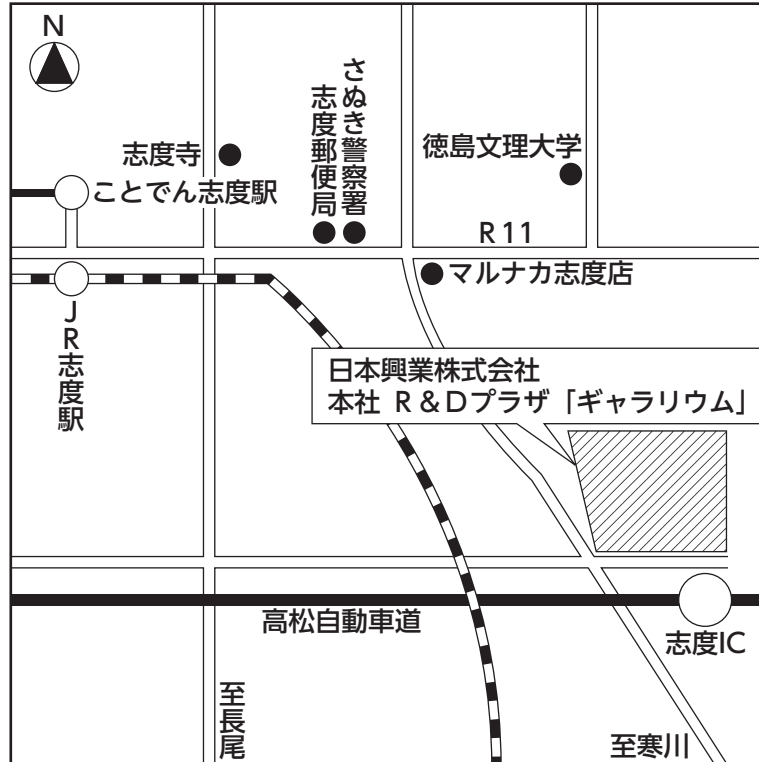 N
志度寺
ことでん志度駅
志度郵便局
さぬき警察署
徳島文理大学
R11
マルナカ志度店
JR志度駅
日本興業株式会社
本社 R&Dプラザ「ギャラリウム」
高松自動車道
志度IC
至長尾
至寒川